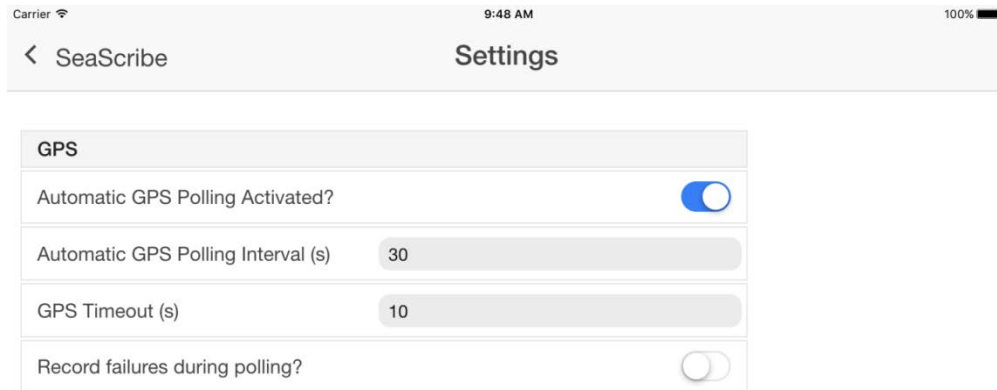 Carrier 9:48 AM 100%
SeaScribe Settings
GPS
Automatic GPS Polling Activated?
Automatic GPS Polling Interval (s) 30
GPS Timeout (s) 10
Record failures during polling?